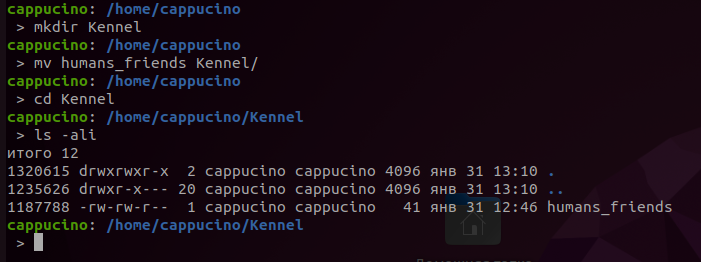 cappucino: /home/cappucino
> mkdir Kennel
cappucino: /home/cappucino
> mv humans_friends Kennel/
cappucino: /home/cappucino
> cd Kennel
cappucino: /home/cappucino/Kennel
> ls -ali
итого 12
1320615 drwxrwxr-x  2 cappucino cappucino 4096 янв 31 13:10 .
1235626 drwxr-x--- 20 cappucino cappucino 4096 янв 31 13:10 ..
1187788 -rw-rw-r--  1 cappucino cappucino   41 янв 31 12:46 humans_friends
cappucino: /home/cappucino/Kennel
>